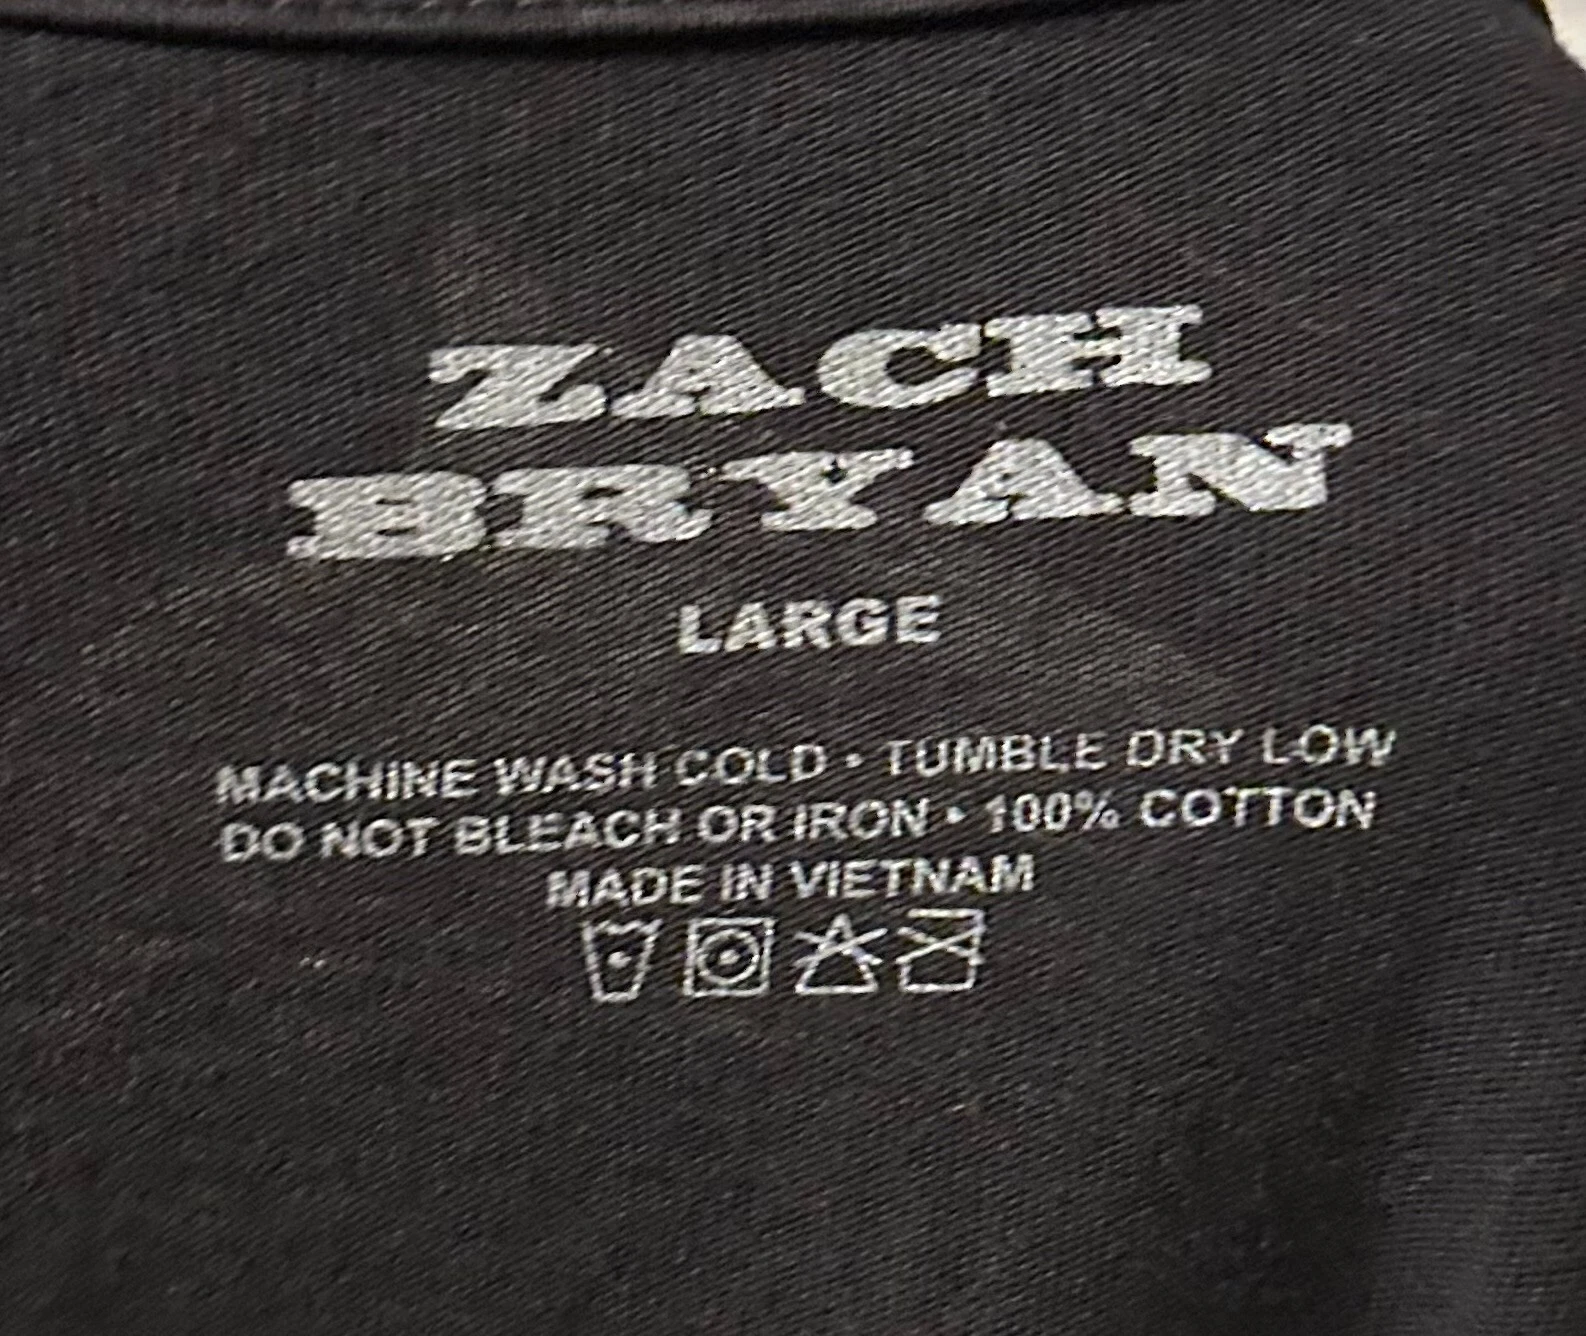 ZACH
BRYAN
LARGE
MACHINE WASH COLD • TUMBLE DRY LOW
DO NOT BLEACH OR IRON • 100% COTTON
MADE IN VIETNAM